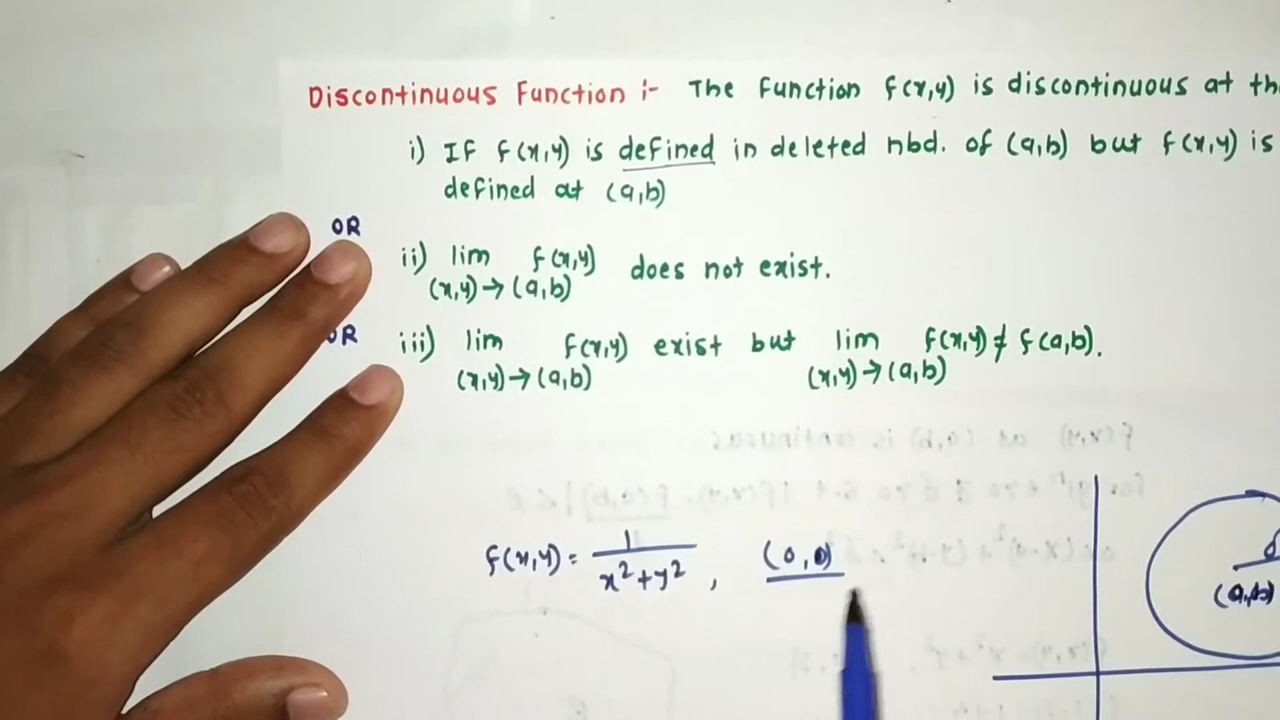 Discontinuous Function :- The function f(x,y) is discontinuous at
i) If f(x,y) is defined in deleted nbd. of (a,b) but f(x,y) is
defined at (a,b)
OR
ii) lim f(x,y) does not exist.
(x,y)→(a,b)
OR
iii) lim f(x,y) exist but lim f(x,y) ≠ f(a,b).
(x,y)→(a,b) (x,y)→(a,b)
f(x,y) = 1
x²+y² , (0,0)
(a,b)